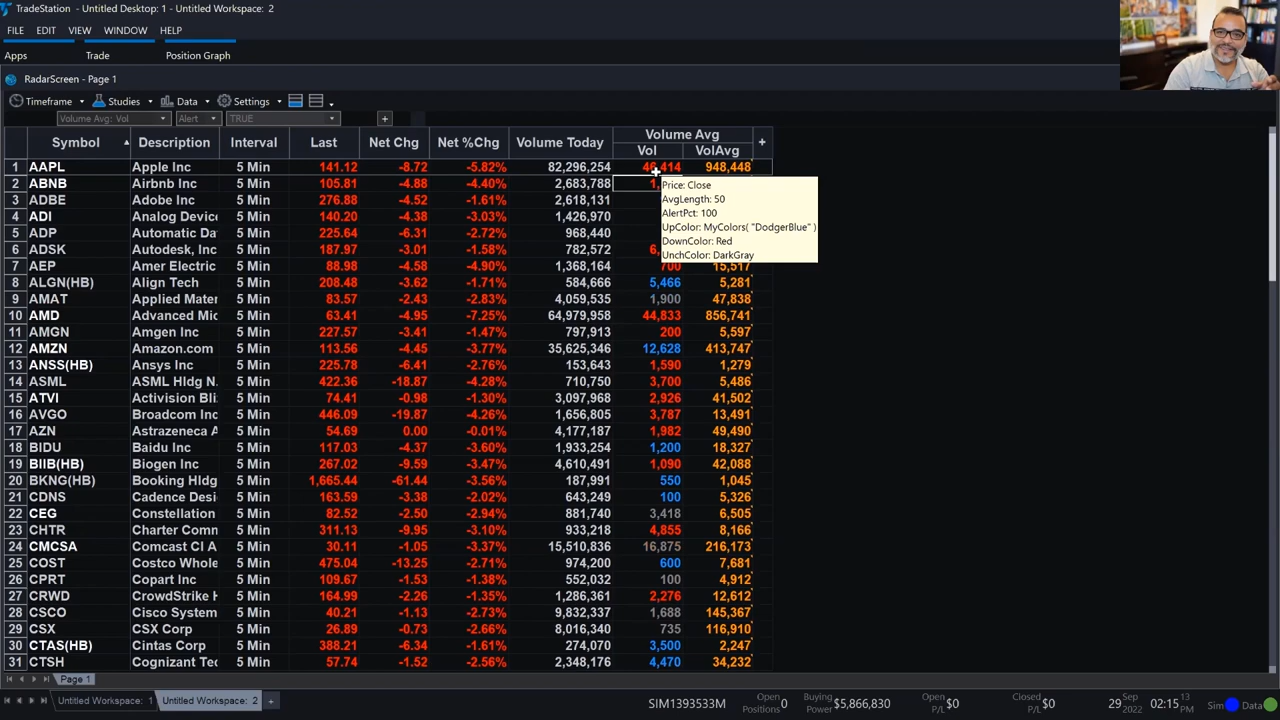 TradeStation - Untitled Desktop: 1 - Untitled Workspace: 2
FILE EDIT VIEW WINDOW HELP
Apps Trade Position Graph
RadarScreen - Page 1
Timeframe Studies Data Settings
Volume Avg: Vol Alert TRUE +
Symbol Description Interval Last Net Chg Net %Chg Volume Today Volume Avg +
Vol VolAvg
1 AAPL Apple Inc 5 Min 141.12 -8.72 -5.82% 82,296,254 46,414 948,448
2 ABNB Airbnb Inc 5 Min 105.81 -4.88 -4.40% 2,683,788 1,
3 ADBE Adobe Inc 5 Min 276.88 -4.52 -1.61% 2,618,131
4 ADI Analog Device 5 Min 140.20 -4.38 -3.03% 1,426,970
5 ADP Automatic Da 5 Min 225.64 -6.31 -2.72% 968,440
6 ADSK Autodesk, Inc 5 Min 187.97 -3.01 -1.58% 782,572 6,
Price: Close
AvgLength: 50
AlertPct: 100
UpColor: MyColors( "DodgerBlue" )
DownColor: Red
UnchColor: DarkGray
7 AEP Amer Electric 5 Min 88.98 -4.58 -4.90% 1,368,164 700 15,517
8 ALGN(HB) Align Tech 5 Min 208.48 -3.62 -1.71% 584,666 5,466 5,281
9 AMAT Applied Mater 5 Min 83.57 -2.43 -2.83% 4,059,535 1,900 47,838
10 AMD Advanced Mic 5 Min 63.41 -4.95 -7.25% 64,979,958 44,833 856,741
11 AMGN Amgen Inc 5 Min 227.57 -3.41 -1.47% 797,913 200 5,597
12 AMZN Amazon.com 5 Min 113.56 -4.45 -3.77% 35,625,346 12,628 413,747
13 ANSS(HB) Ansys Inc 5 Min 225.78 -6.41 -2.76% 153,643 1,590 1,279
14 ASML ASML Hldg N. 5 Min 422.36 -18.87 -4.28% 710,750 3,700 5,486
15 ATVI Activision Bli 5 Min 74.41 -0.98 -1.30% 3,097,968 2,926 41,502
16 AVGO Broadcom Inc 5 Min 446.09 -19.87 -4.26% 1,656,805 3,787 13,491
17 AZN Astrazeneca A 5 Min 54.69 0.00 -0.01% 4,177,187 1,982 49,490
18 BIDU Baidu Inc 5 Min 117.03 -4.37 -3.60% 1,933,254 1,200 18,327
19 BIIB(HB) Biogen Inc 5 Min 267.02 -9.59 -3.47% 4,610,491 1,090 42,088
20 BKNG(HB) Booking Hldg 5 Min 1,665.44 -61.44 -3.56% 187,991 550 1,045
21 CDNS Cadence Desi 5 Min 163.59 -3.38 -2.02% 643,249 100 5,326
22 CEG Constellation 5 Min 82.52 -2.50 -2.94% 881,740 3,418 6,505
23 CHTR Charter Comm 5 Min 311.13 -9.95 -3.10% 933,218 4,855 8,166
24 CMCSA Comcast Cl A 5 Min 30.11 -1.05 -3.37% 15,510,836 16,875 216,173
25 COST Costco Whole 5 Min 475.04 -13.25 -2.71% 974,200 600 7,681
26 CPRT Copart Inc 5 Min 109.67 -1.53 -1.38% 552,032 100 4,912
27 CRWD CrowdStrike H 5 Min 164.99 -2.26 -1.35% 1,286,361 2,276 12,612
28 CSCO Cisco System 5 Min 40.21 -1.13 -2.73% 9,832,337 1,688 145,367
29 CSX CSX Corp 5 Min 26.89 -0.73 -2.66% 8,016,340 735 116,910
30 CTAS(HB) Cintas Corp 5 Min 388.21 -6.34 -1.61% 274,070 3,500 2,247
31 CTSH Cognizant Tec 5 Min 57.74 -1.52 -2.56% 2,348,176 4,470 34,232
Page 1
Untitled Workspace: 1 Untitled Workspace: 2 + SIM1393533M Open Positions 0 Buying Power $5,866,830 Open P/L $0 Closed P/L $0 29 Sep 2022 02:15 13 PM Sim Data